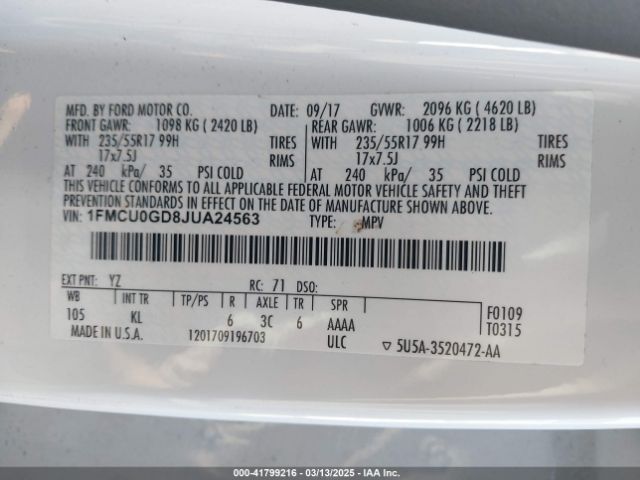 MFD. BY FORD MOTOR CO. DATE: 09/17 GVWR: 2096 KG ( 4620 LB)
FRONT GAWR: 1098 KG ( 2420 LB) REAR GAWR: 1006 KG ( 2218 LB)
WITH 235/55R17 99H TIRES WITH 235/55R17 99H TIRES
17x7.5J RIMS 17x7.5J RIMS
AT 240 kPa/ 35 PSI COLD AT 240 kPa/ 35 PSI COLD
THIS VEHICLE CONFORMS TO ALL APPLICABLE FEDERAL MOTOR VEHICLE SAFETY AND THEFT
PREVENTION STANDARDS IN EFFECT ON THE DATE OF MANUFACTURE SHOWN ABOVE.
VIN: 1FMCU0GD8JUA24563 TYPE: MPV
EXT PNT: YZ RC: 71 DSO:
WB INT TR TP/PS R AXLE TR SPR F0109
105 KL 6 3C 6 AAAA T0315
MADE IN U.S.A. 1201709196703 ULC ▽ 5U5A-3520472-AA
000-41799216 - 03/13/2025 - IAAI.com